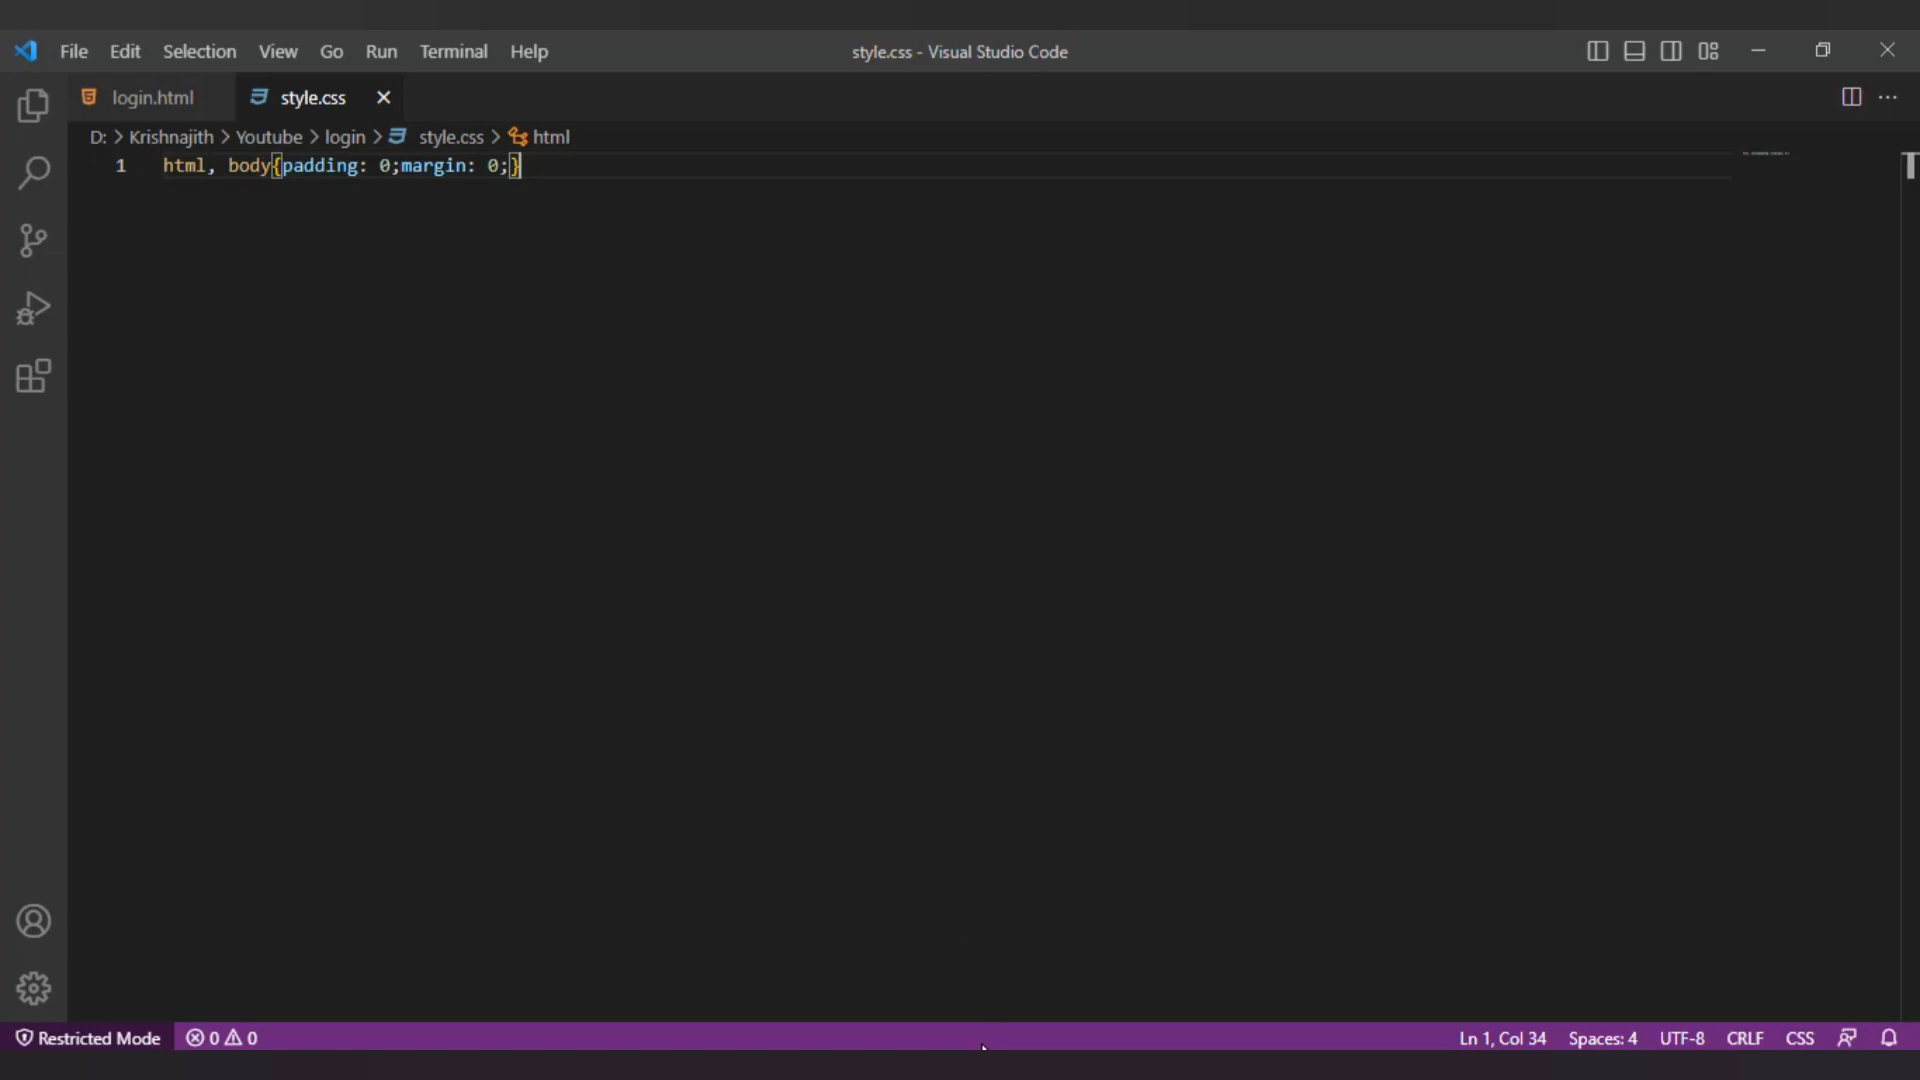 File Edit Selection View Go Run Terminal Help style.css - Visual Studio Code
login.html style.css
D: > Krishnajith > Youtube > login > style.css > html
1 html, body{padding: 0;margin: 0;}
Restricted Mode 0 0 Ln 1, Col 34 Spaces: 4 UTF-8 CRLF CSS